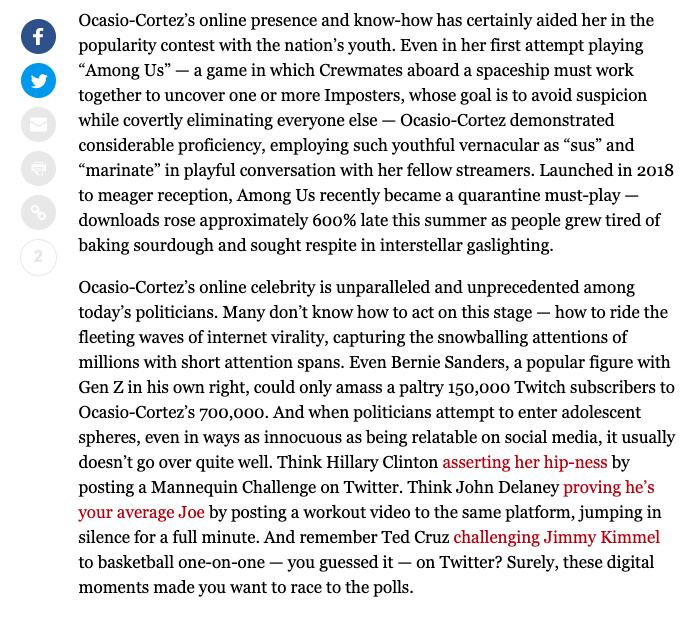 Ocasio-Cortez’s online presence and know-how has certainly aided her in the
popularity contest with the nation’s youth. Even in her first attempt playing
“Among Us” — a game in which Crewmates aboard a spaceship must work
together to uncover one or more Imposters, whose goal is to avoid suspicion
while covertly eliminating everyone else — Ocasio-Cortez demonstrated
considerable proficiency, employing such youthful vernacular as “sus” and
“marinate” in playful conversation with her fellow streamers. Launched in 2018
to meager reception, Among Us recently became a quarantine must-play —
downloads rose approximately 600% late this summer as people grew tired of
baking sourdough and sought respite in interstellar gaslighting.
2
Ocasio-Cortez’s online celebrity is unparalleled and unprecedented among
today’s politicians. Many don’t know how to act on this stage — how to ride the
fleeting waves of internet virality, capturing the snowballing attentions of
millions with short attention spans. Even Bernie Sanders, a popular figure with
Gen Z in his own right, could only amass a paltry 150,000 Twitch subscribers to
Ocasio-Cortez’s 700,000. And when politicians attempt to enter adolescent
spheres, even in ways as innocuous as being relatable on social media, it usually
doesn’t go over quite well. Think Hillary Clinton asserting her hip-ness by
posting a Mannequin Challenge on Twitter. Think John Delaney proving he’s
your average Joe by posting a workout video to the same platform, jumping in
silence for a full minute. And remember Ted Cruz challenging Jimmy Kimmel
to basketball one-on-one — you guessed it — on Twitter? Surely, these digital
moments made you want to race to the polls.